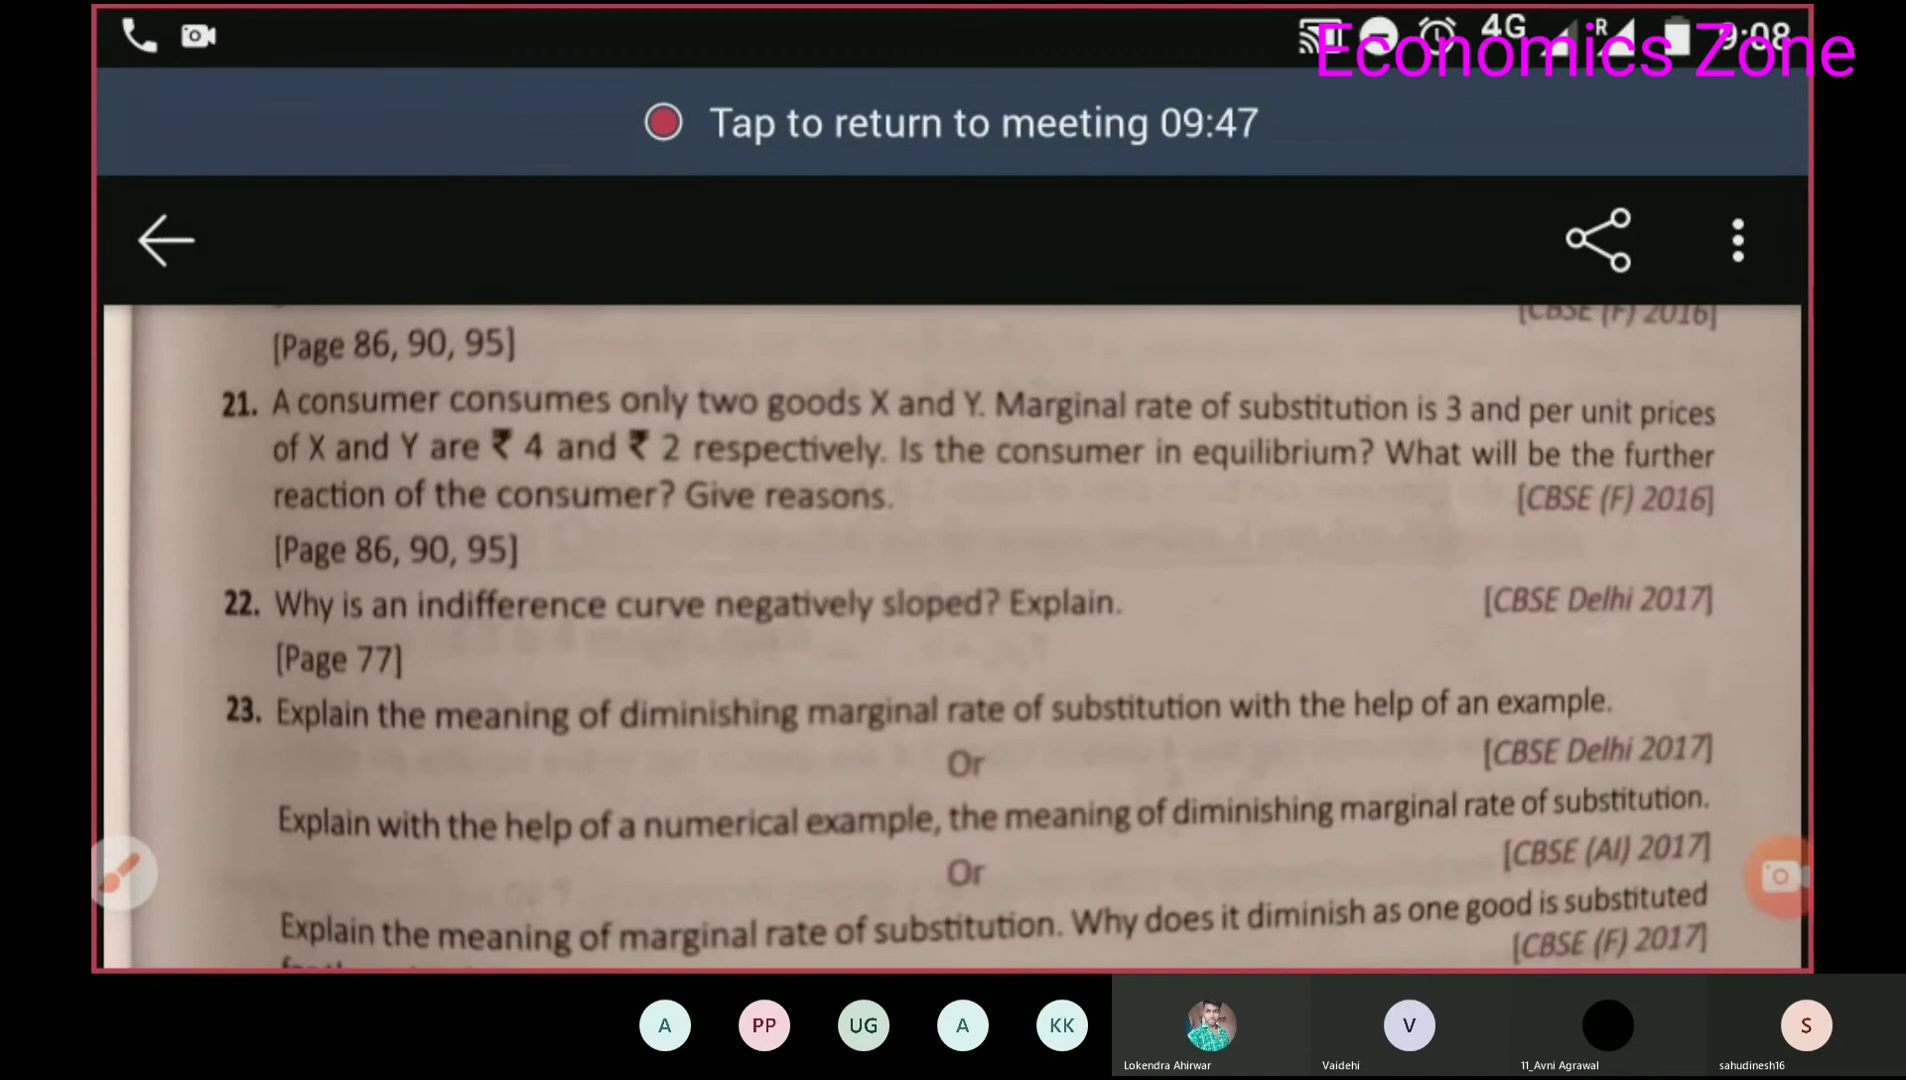 4G
R
9:08
Economics Zone
Tap to return to meeting 09:47
[CBSE (F) 2016]
[Page 86, 90, 95]
21. A consumer consumes only two goods X and Y. Marginal rate of substitution is 3 and per unit prices
of X and Y are ₹ 4 and ₹ 2 respectively. Is the consumer in equilibrium? What will be the further
reaction of the consumer? Give reasons.
[CBSE (F) 2016]
[Page 86, 90, 95]
22. Why is an indifference curve negatively sloped? Explain.
[CBSE Delhi 2017]
[Page 77]
23. Explain the meaning of diminishing marginal rate of substitution with the help of an example.
[CBSE Delhi 2017]
Or
Explain with the help of a numerical example, the meaning of diminishing marginal rate of substitution.
[CBSE (AI) 2017]
Or
Explain the meaning of marginal rate of substitution. Why does it diminish as one good is substituted
[CBSE (F) 2017]
A
PP
UG
A
KK
V
S
Lokendra Ahirwar
Vaidehi
11_Avni Agrawal
sahudinesh16